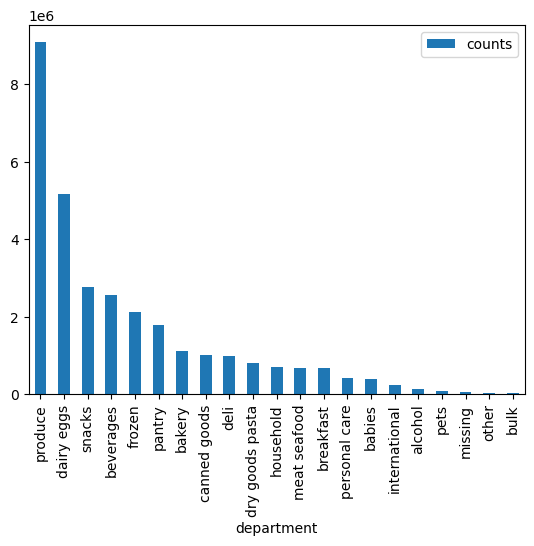 1e6
counts
8
6
4
2
0
produce
dairy eggs
snacks
beverages
frozen
pantry
bakery
canned goods
deli
dry goods pasta
household
meat seafood
breakfast
personal care
babies
international
alcohol
pets
missing
other
bulk
department